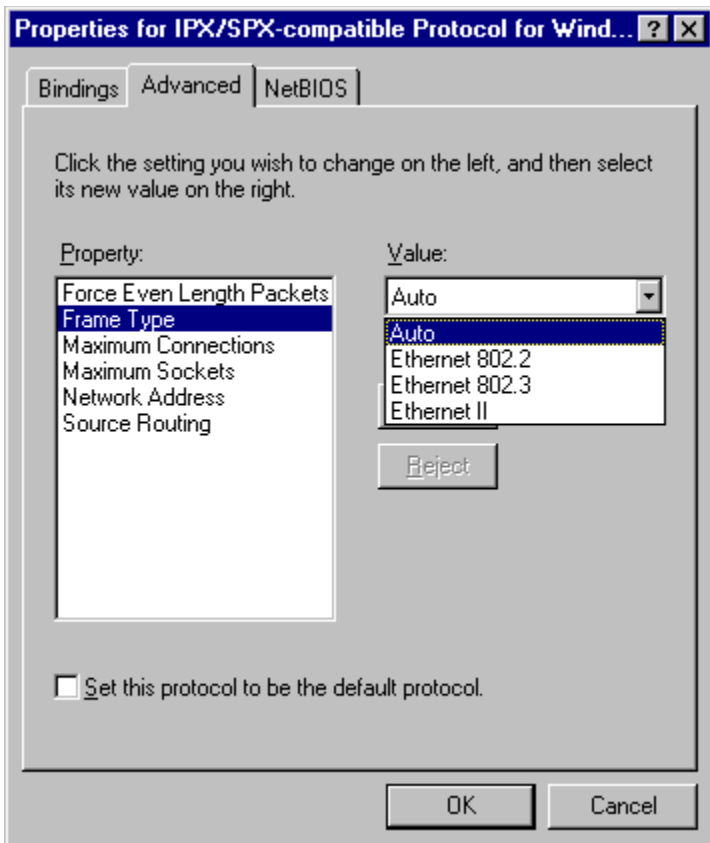 Properties for IPX/SPX-compatible Protocol for Wind...
Bindings Advanced NetBIOS
Click the setting you wish to change on the left, and then select
its new value on the right.
Property:
Force Even Length Packets
Frame Type
Maximum Connections
Maximum Sockets
Network Address
Source Routing
Value:
Auto
Auto
Ethernet 802.2
Ethernet 802.3
Ethernet II
Reject
Set this protocol to be the default protocol.
OK Cancel